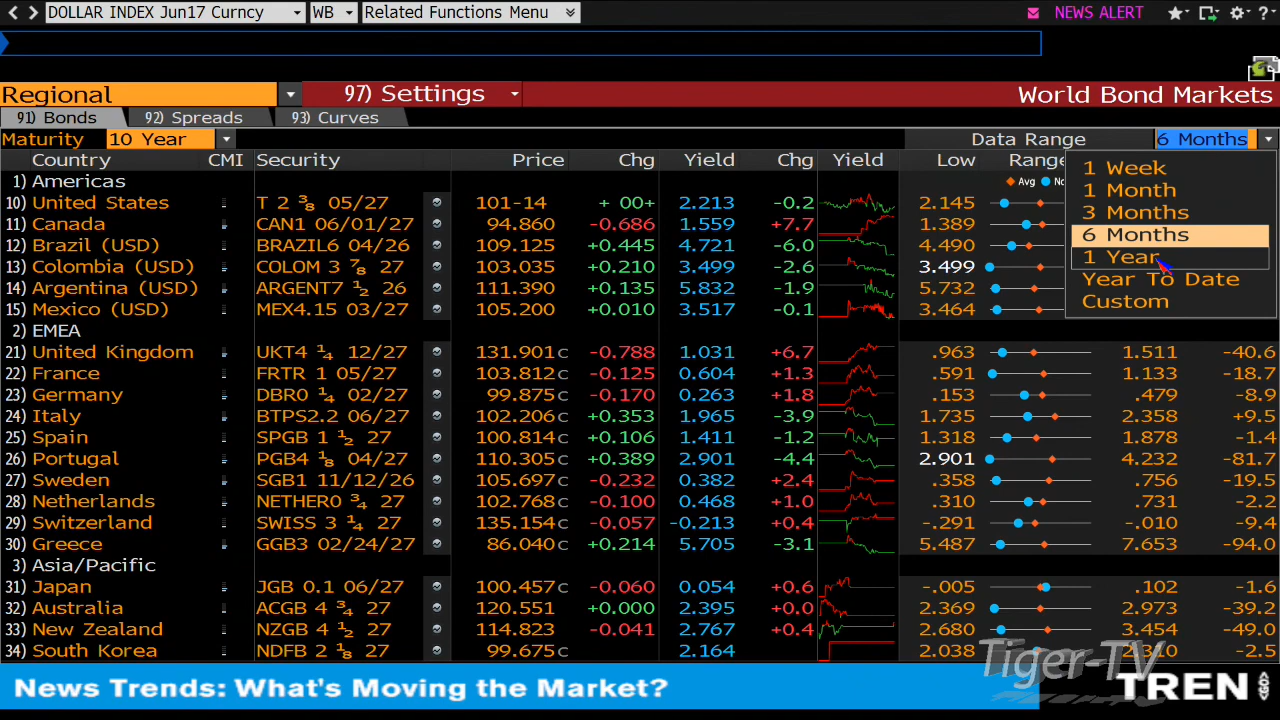 DOLLAR INDEX Jun17 Curncy WB Related Functions Menu NEWS ALERT ?
Regional 97) Settings World Bond Markets
91) Bonds 92) Spreads 93) Curves
Maturity 10 Year Data Range 6 Months
Country CMI Security Price Chg Yield Chg Yield Low Range
1) Americas Avg
10) United States T 2 ⅜ 05/27 101-14 + 00+ 2.213 -0.2 2.145
11) Canada CAN1 06/01/27 94.860 -0.686 1.559 +7.7 1.389
12) Brazil (USD) BRAZIL6 04/26 109.125 +0.445 4.721 -6.0 4.490
13) Colombia (USD) COLOM 3 ⅞ 27 103.035 +0.210 3.499 -2.6 3.499
14) Argentina (USD) ARGENT7 ½ 26 111.390 +0.135 5.832 -1.9 5.732
15) Mexico (USD) MEX4.15 03/27 105.200 +0.010 3.517 -0.1 3.464
1 Week
1 Month
3 Months
6 Months
1 Year
Year To Date
Custom
2) EMEA
21) United Kingdom UKT4 ¼ 12/27 131.901c -0.788 1.031 +6.7 .963 1.511 -40.6
22) France FRTR 1 05/27 103.812c -0.125 0.604 +1.3 .591 1.133 -18.7
23) Germany DBR0 ¼ 02/27 99.875c -0.170 0.263 +1.8 .153 .479 -8.9
24) Italy BTPS2.2 06/27 102.206c +0.353 1.965 -3.9 1.735 2.358 +9.5
25) Spain SPGB 1 ½ 27 100.814c +0.106 1.411 -1.2 1.318 1.878 -1.4
26) Portugal PGB4 ⅛ 04/27 110.305c +0.389 2.901 -4.4 2.901 4.232 -81.7
27) Sweden SGB1 11/12/26 105.697c -0.232 0.382 +2.4 .358 .756 -19.5
28) Netherlands NETHER0 ¾ 27 102.768c -0.100 0.468 +1.0 .310 .731 -2.2
29) Switzerland SWISS 3 ¼ 27 135.154c -0.057 -0.213 +0.4 -.291 -.010 -9.4
30) Greece GGB3 02/24/27 86.040c +0.214 5.705 -3.1 5.487 7.653 -94.0
3) Asia/Pacific
31) Japan JGB 0.1 06/27 100.457c -0.060 0.054 +0.6 -.005 .102 -1.6
32) Australia ACGB 4 ¾ 27 120.551 +0.000 2.395 +0.0 2.369 2.973 -39.2
33) New Zealand NZGB 4 ½ 27 114.823 -0.041 2.767 +0.4 2.680 3.454 -49.0
34) South Korea NDFB 2 ⅛ 27 99.675c 2.164 2.038 2.310 -2.5
Tiger-TV
News Trends: What's Moving the Market? TREN